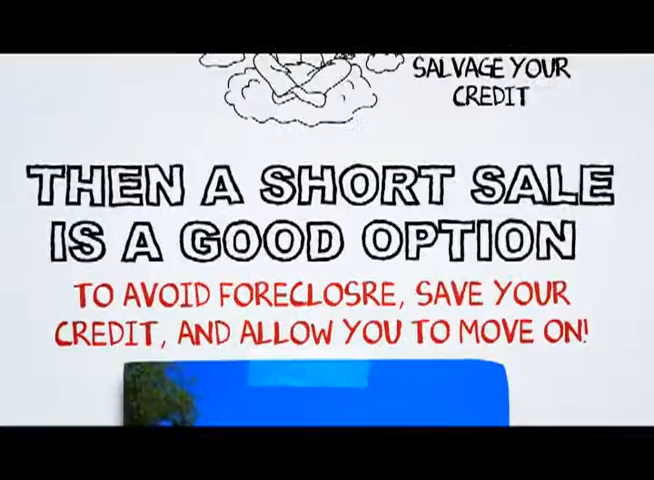 SALVAGE YOUR
CREDIT
THEN A SHORT SALE
IS A GOOD OPTION
TO AVOID FORECLOSRE, SAVE YOUR
CREDIT, AND ALLOW YOU TO MOVE ON!